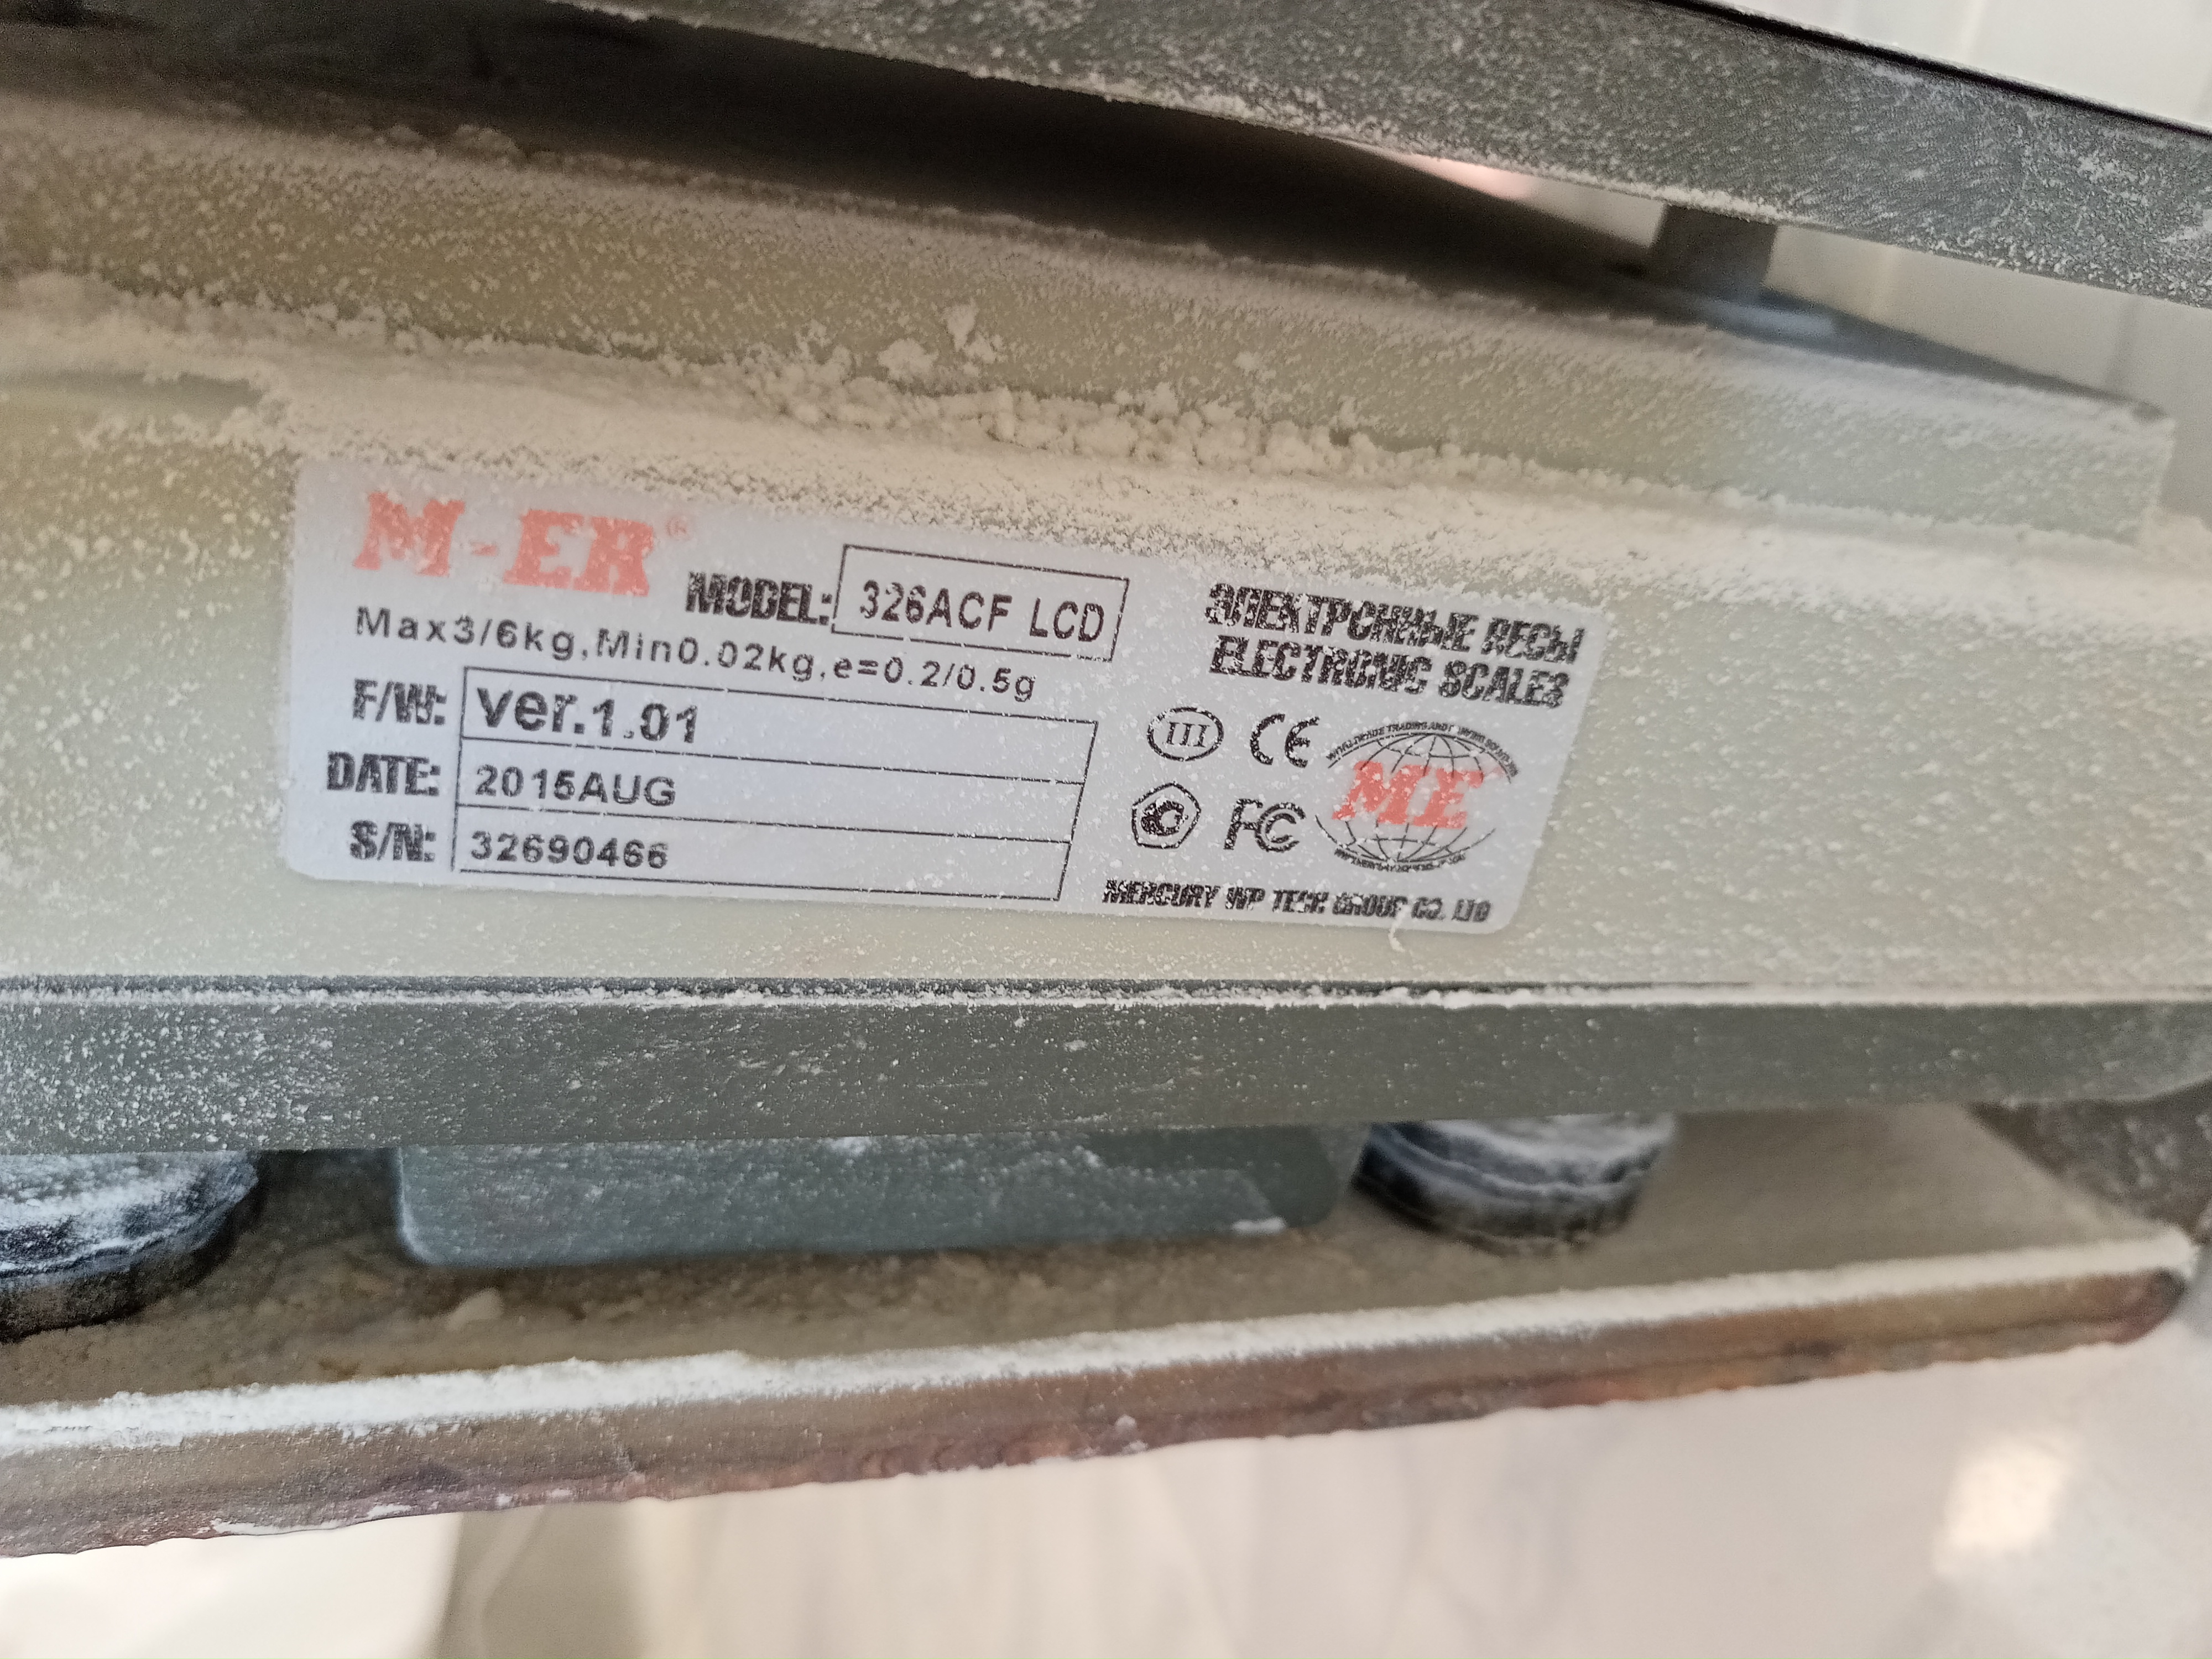 M-ER®
MODEL: 326ACF LCD
Max3/6kg,Min0.02kg,e=0.2/0.5g
F/W: ver.1.01
DATE: 2015AUG
S/N: 32690466
ЭЛЕКТРОННЫЕ ВЕСЫ
ELECTRONIC SCALES
III CE
FC
ME
MERCURY WP TECH GROUP CO. LTD